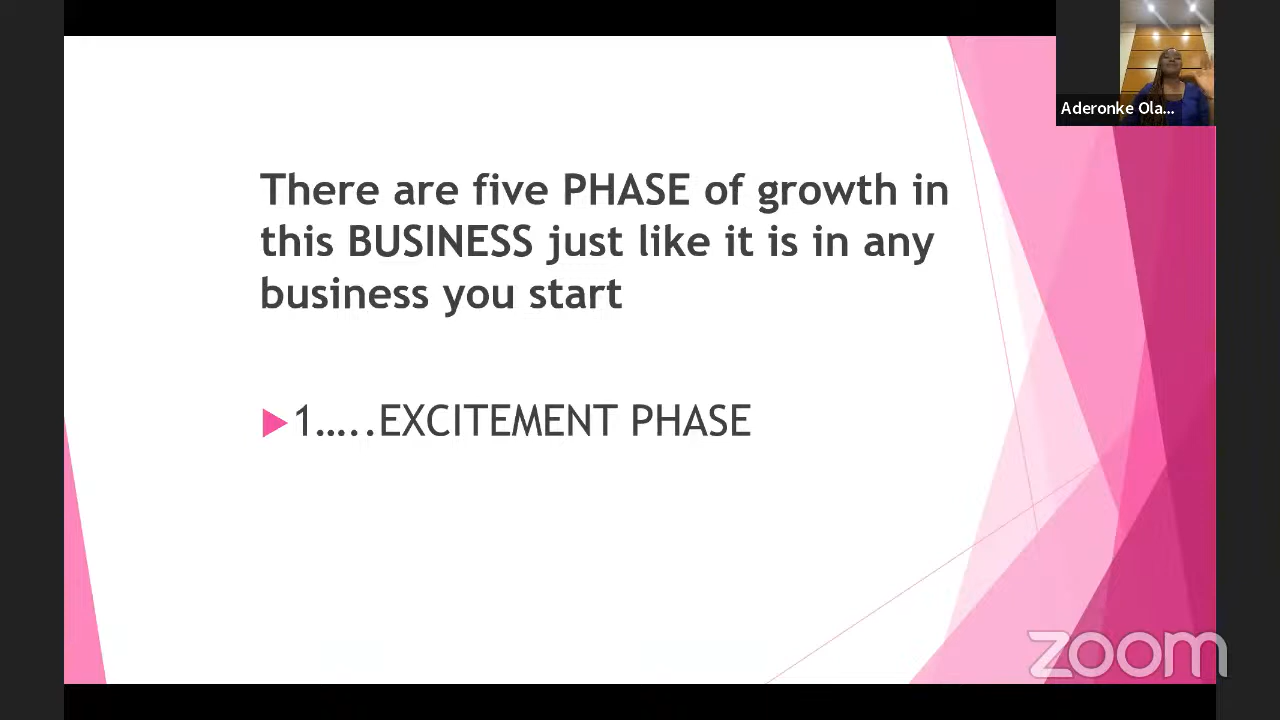 Aderonke Ola...
There are five PHASE of growth in
this BUSINESS just like it is in any
business you start
1.....EXCITEMENT PHASE
zoom